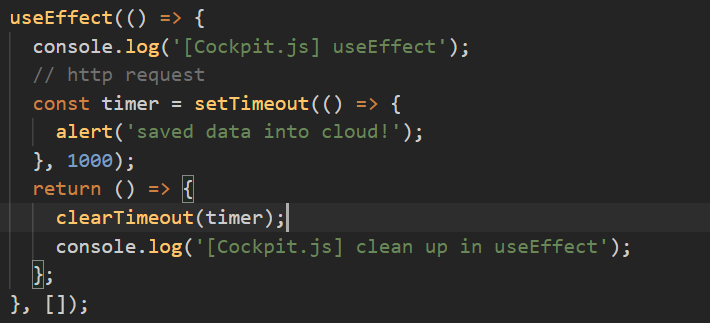 useEffect(() => {
  console.log('[Cockpit.js] useEffect');
  // http request
  const timer = setTimeout(() => {
    alert('saved data into cloud!');
  }, 1000);
  return () => {
    clearTimeout(timer);
    console.log('[Cockpit.js] clean up in useEffect');
  };
}, []);